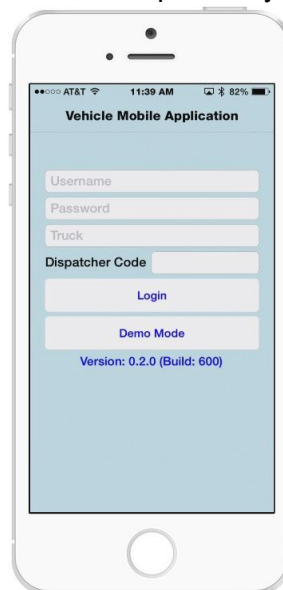 AT&T 11:39 AM 82%
Vehicle Mobile Application
Username
Password
Truck
Dispatcher Code
Login
Demo Mode
Version: 0.2.0 (Build: 600)